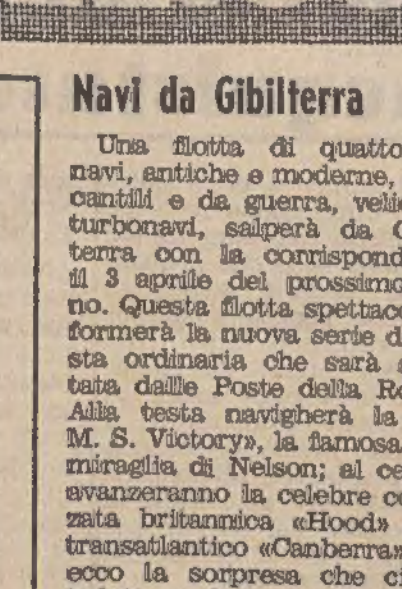 Navi da Gibilterra
Una flotta di quatto
navi, antiche e moderne,
cantili e da guerra, velie
turbonavi, salperà da G
terra con la corrispond
il 3 aprile del prossimo
no. Questa flotta spettaco
formerà la nuova serie d
sta ordinaria che sarà
tata dalle Poste della Ro
Alla testa navigherà la
M. S. Victory», la famosa
miraglia di Nelson; al ce
avanzeranno la celebre co
zata britannica «Hood»
transatlantico «Canberra»
ecco la sorpresa che ci